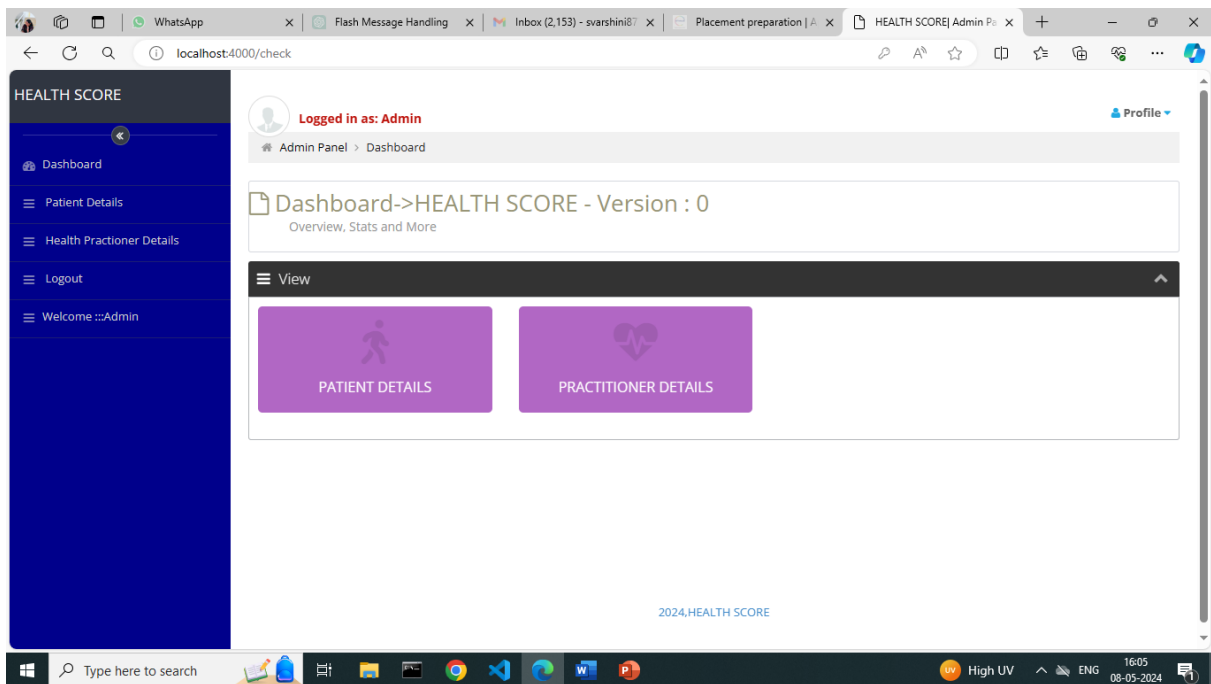 WhatsApp
Flash Message Handling
Inbox (2,153) - svarshini87
Placement preparation | A
HEALTH SCORE| Admin Pa
localhost:4000/check
HEALTH SCORE
Logged in as: Admin
Profile
Admin Panel > Dashboard
Dashboard
Patient Details
Health Practioner Details
Logout
Welcome :::Admin
Dashboard->HEALTH SCORE - Version : 0
Overview, Stats and More
View
PATIENT DETAILS
PRACTITIONER DETAILS
2024,HEALTH SCORE
Type here to search
UV
High UV
ENG
16:05
08-05-2024
1